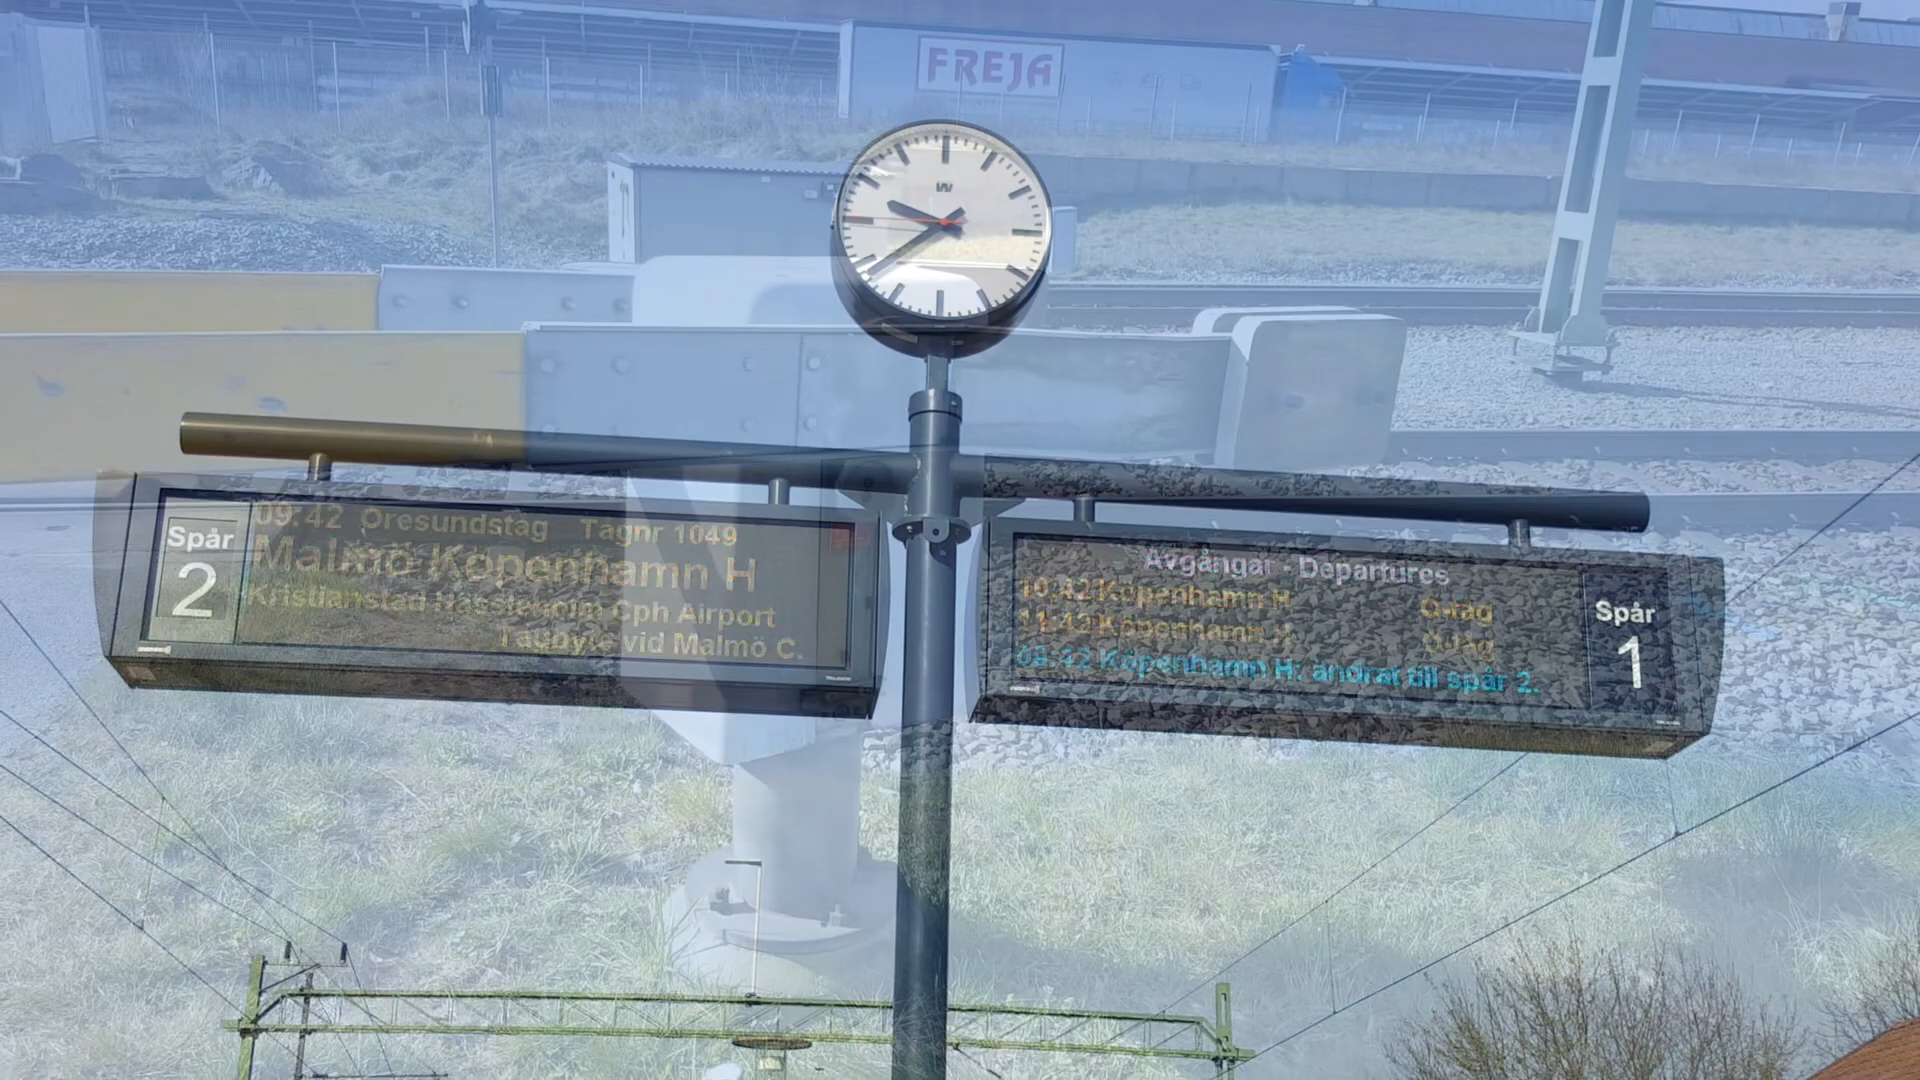 FREJA
W
Spår
2
09:42 Öresundståg Tågnr 1049
Malmö Köpenhamn H
Kristianstad Hässleholm Cph Airport
Tågbyte vid Malmö C.
Avgångar - Departures
10:42 Köpenhamn H Ö-tåg
11:42 Köpenhamn H Ö-tåg
09:42 Köpenhamn H. ändrat till spår 2.
Spår
1